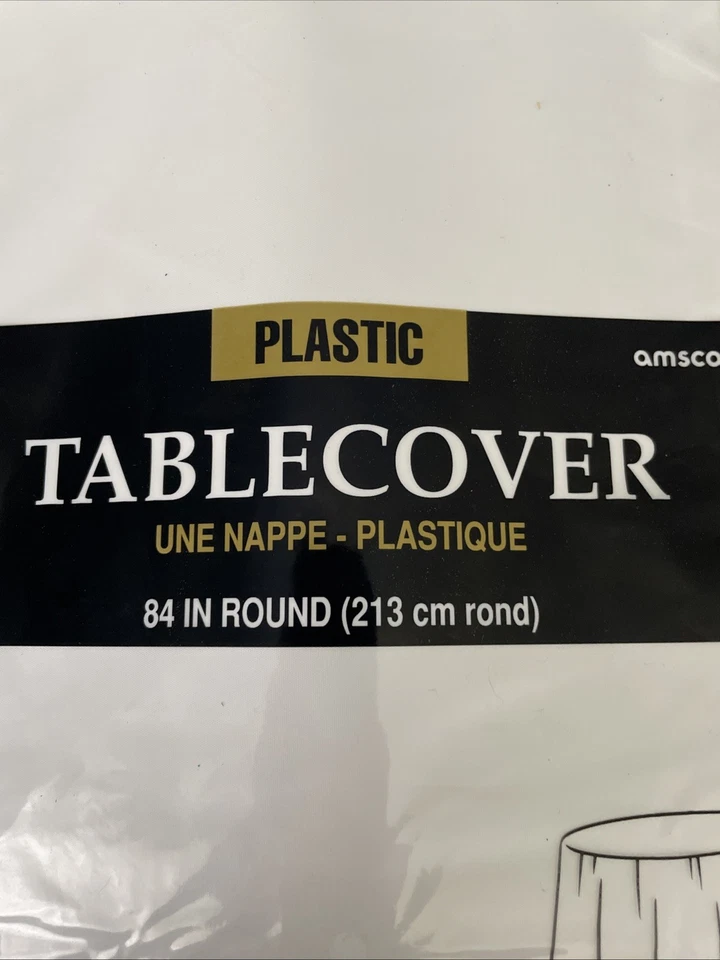 PLASTIC
amsco
TABLECOVER
UNE NAPPE - PLASTIQUE
84 IN ROUND (213 cm rond)